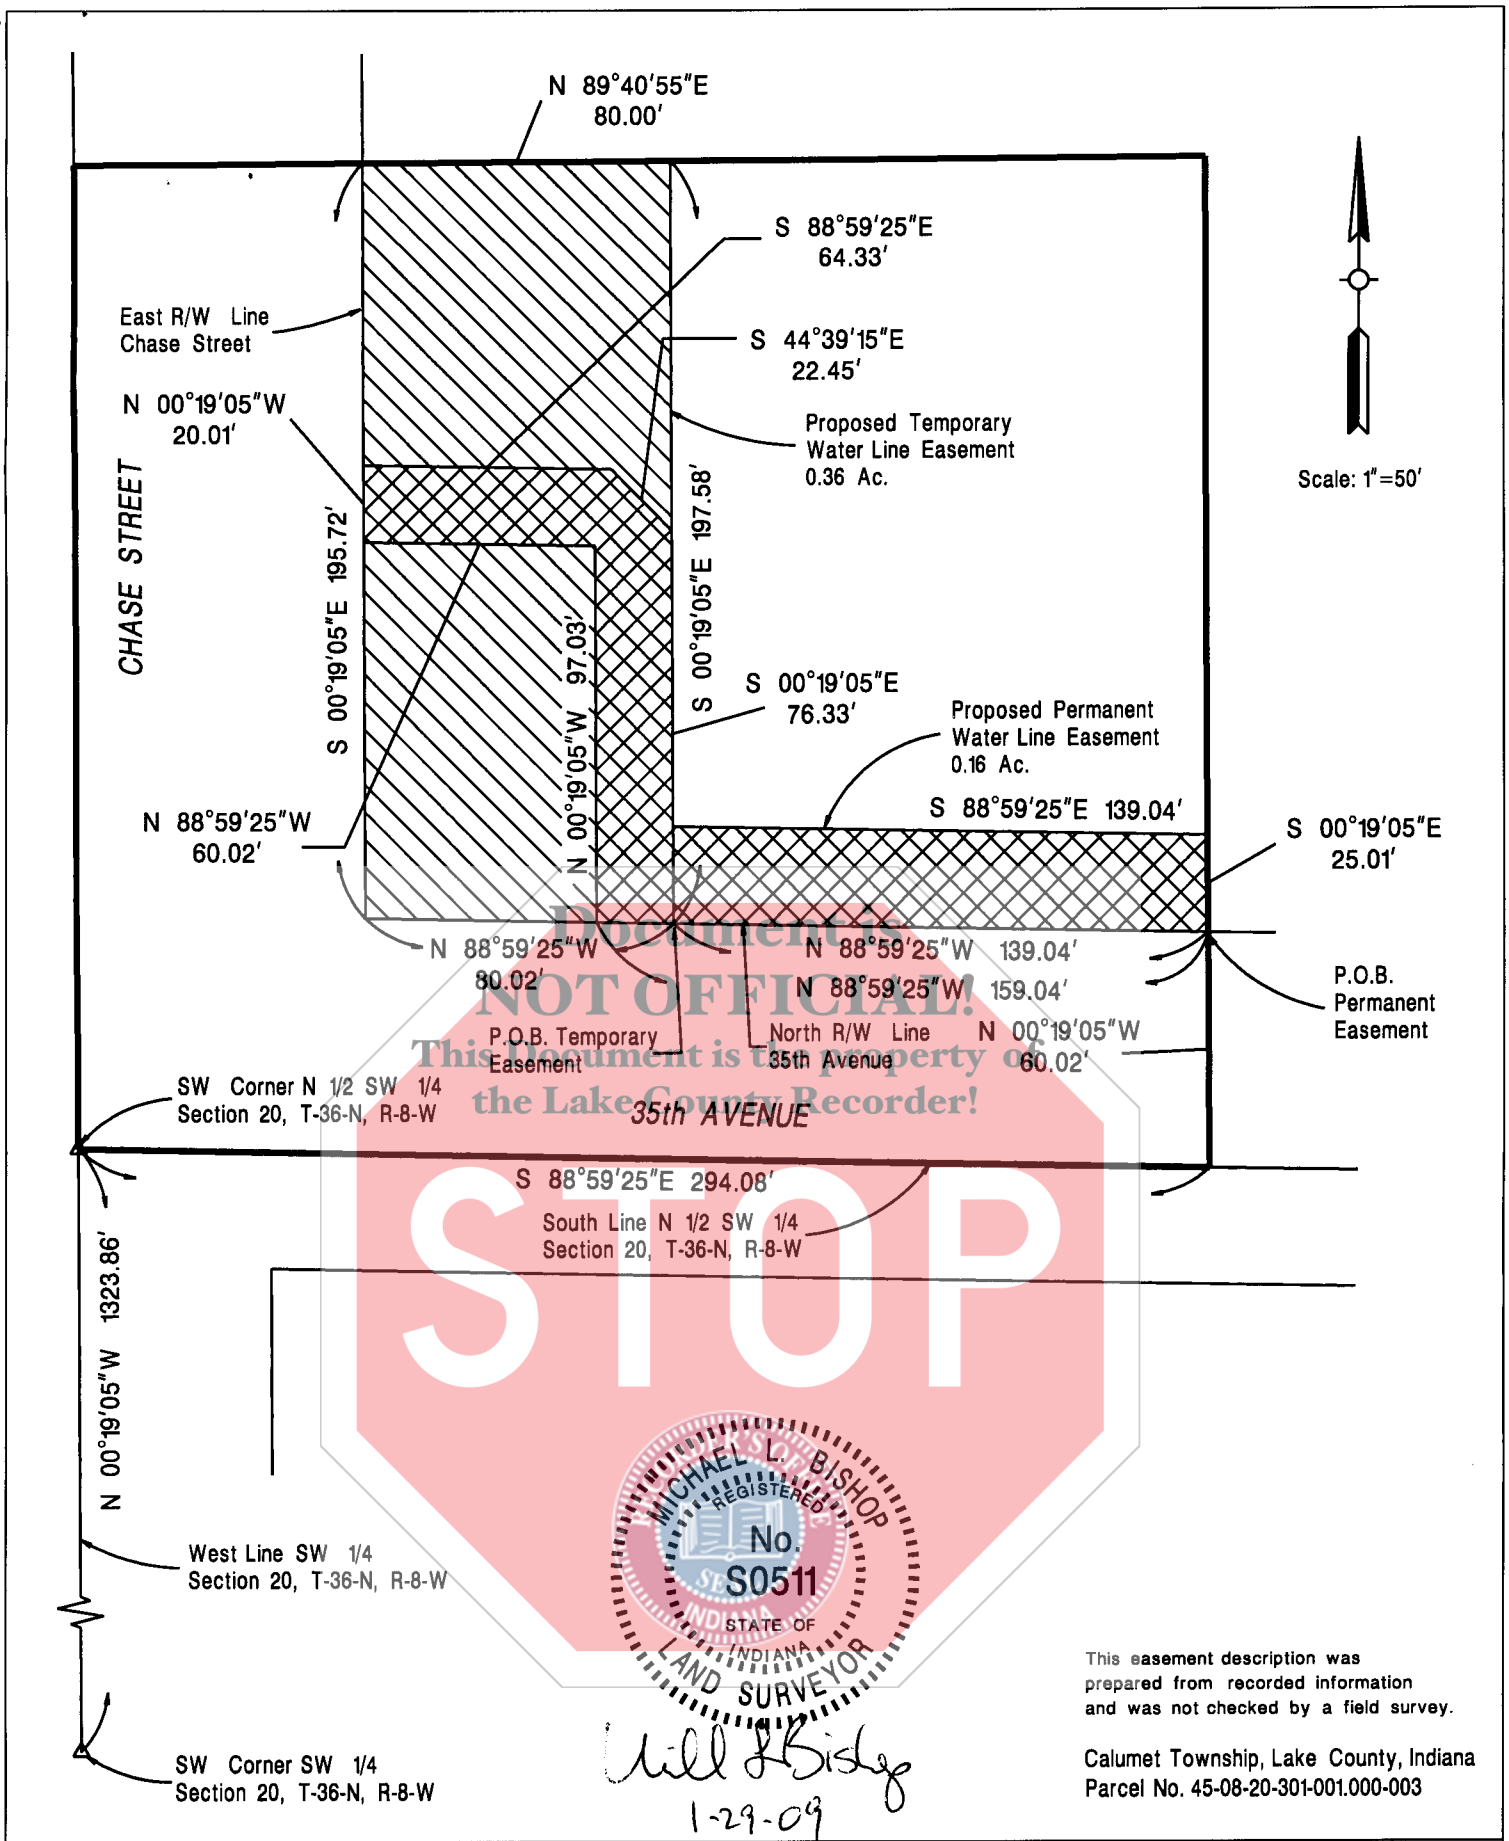 N 89°40'55"E
80.00'
S 88°59'25"E
64.33'
East R/W Line
Chase Street
S 44°39'15"E
22.45'
N 00°19'05"W
20.01'
Proposed Temporary
Water Line Easement
0.36 Ac.
Scale: 1"=50'
CHASE STREET
S 00°19'05"E 195.72'
S 00°19'05"E 197.58'
N 00°19'05"W 97.03'
S 00°19'05"E
76.33'
Proposed Permanent
Water Line Easement
0.16 Ac.
S 88°59'25"E 139.04'
N 88°59'25"W
60.02'
S 00°19'05"E
25.01'
Document is
NOT OFFICIAL!
This Document is the property of
the Lake County Recorder!
N 88°59'25"W
80.02'
N 88°59'25"W 139.04'
N 88°59'25"W 159.04'
P.O.B.
Permanent
Easement
P.O.B. Temporary
Easement
North R/W Line
35th Avenue
N 00°19'05"W
60.02'
SW Corner N 1/2 SW 1/4
Section 20, T-36-N, R-8-W
35th AVENUE
S 88°59'25"E 294.08'
South Line N 1/2 SW 1/4
Section 20, T-36-N, R-8-W
STOP
N 00°19'05"W 1323.86'
RECORDER'S OFFICE
SEAL
INDIANA
MICHAEL L. BISHOP
REGISTERED
No.
S0511
STATE OF
INDIANA
LAND SURVEYOR
West Line SW 1/4
Section 20, T-36-N, R-8-W
This easement description was
prepared from recorded information
and was not checked by a field survey.
SW Corner SW 1/4
Section 20, T-36-N, R-8-W
1-29-09
Calumet Township, Lake County, Indiana
Parcel No. 45-08-20-301-001.000-003